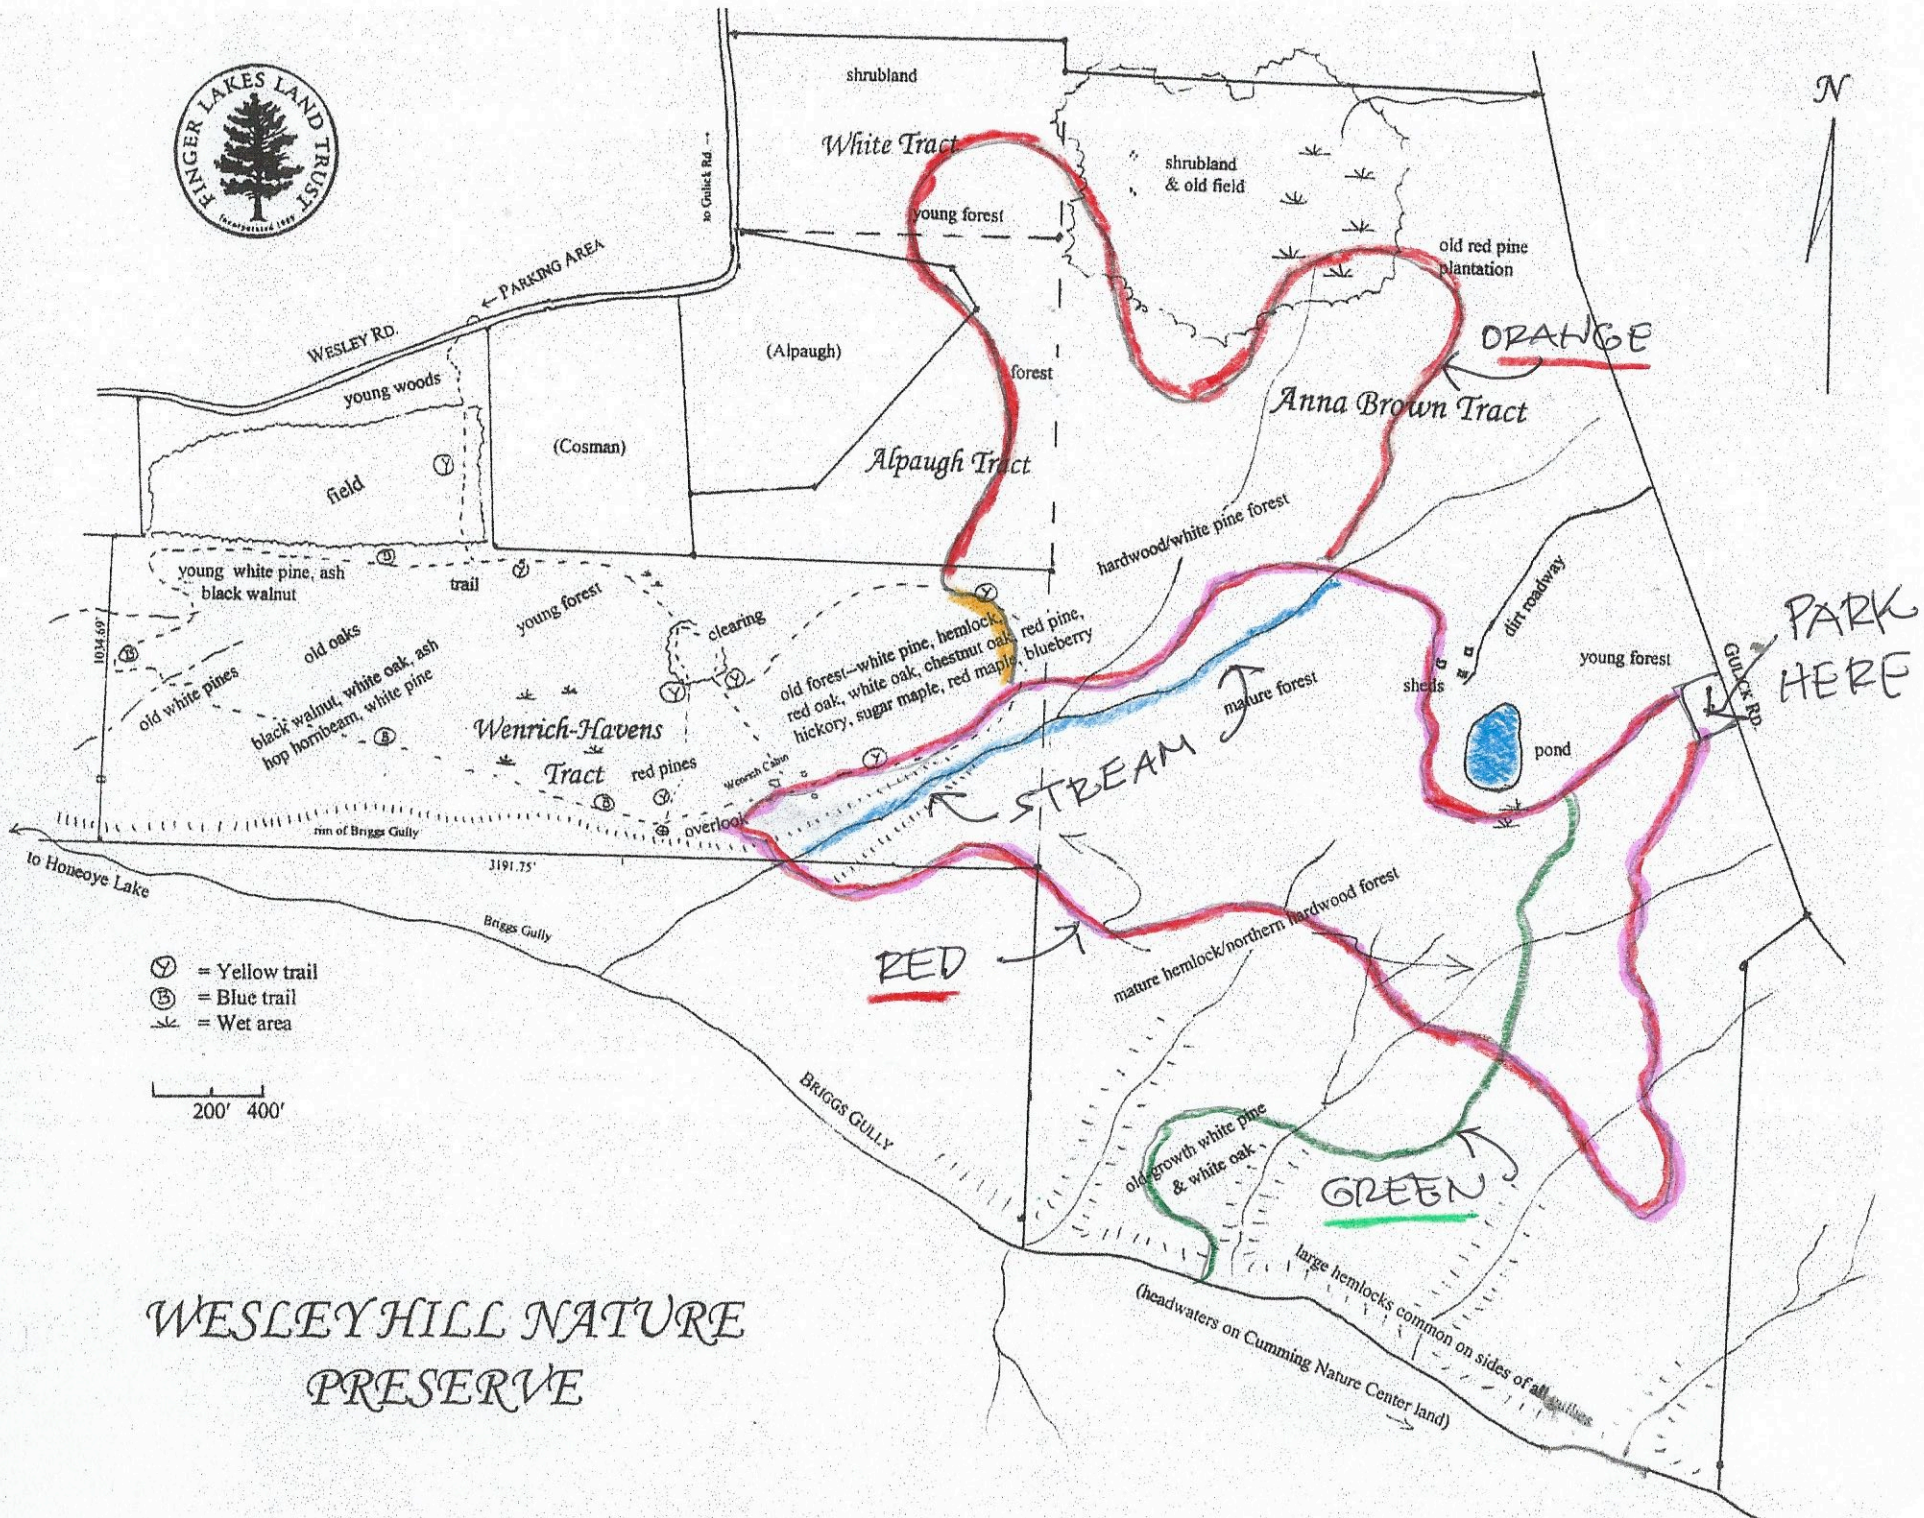 FINGER LAKES LAND TRUST
Incorporated 1989
N
shrubland
White Tract
to Gulick Rd. →
shrubland
& old field
young forest
old red pine
plantation
← PARKING AREA
WESLEY RD.
young woods
(Alpaugh)
forest
ORANGE
Anna Brown Tract
(Cosman)
Alpaugh Tract
Y
field
hardwood/white pine forest
dirt roadway
B
young white pine, ash
black walnut
trail
Y
young forest
Y
clearing
PARK
HERE
1034.69'
B
old oaks
old white pines
black walnut, white oak, ash
hop hornbeam, white pine
old forest--white pine, hemlock,
red oak, white oak, chestnut oak, red pine,
hickory, sugar maple, red maple, blueberry
Y
Y
young forest
GULICK RD.
sheds
mature forest
Wenrich-Havens
Tract
B
red pines
Wenrich Cabin
Y
pond
STREAM
B
Y
overlook
rim of Briggs Gully
3191.75'
to Honeoye Lake
Briggs Gully
mature hemlock/northern hardwood forest
RED
Y = Yellow trail
B = Blue trail
= Wet area
200' 400'
BRIGGS GULLY
old-growth white pine
& white oak
GREEN
large hemlocks common on sides of all gullies
(headwaters on Cumming Nature Center land)
WESLEY HILL NATURE
PRESERVE